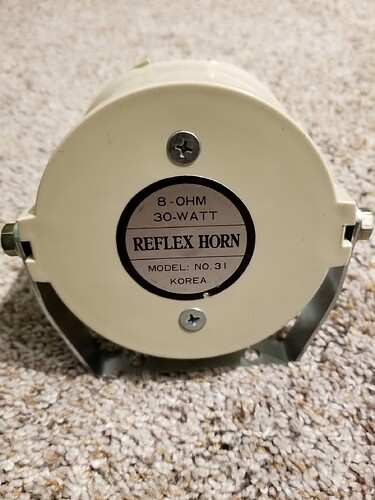 8-OHM
30-WATT
REFLEX HORN
MODEL: NO. 31
KOREA